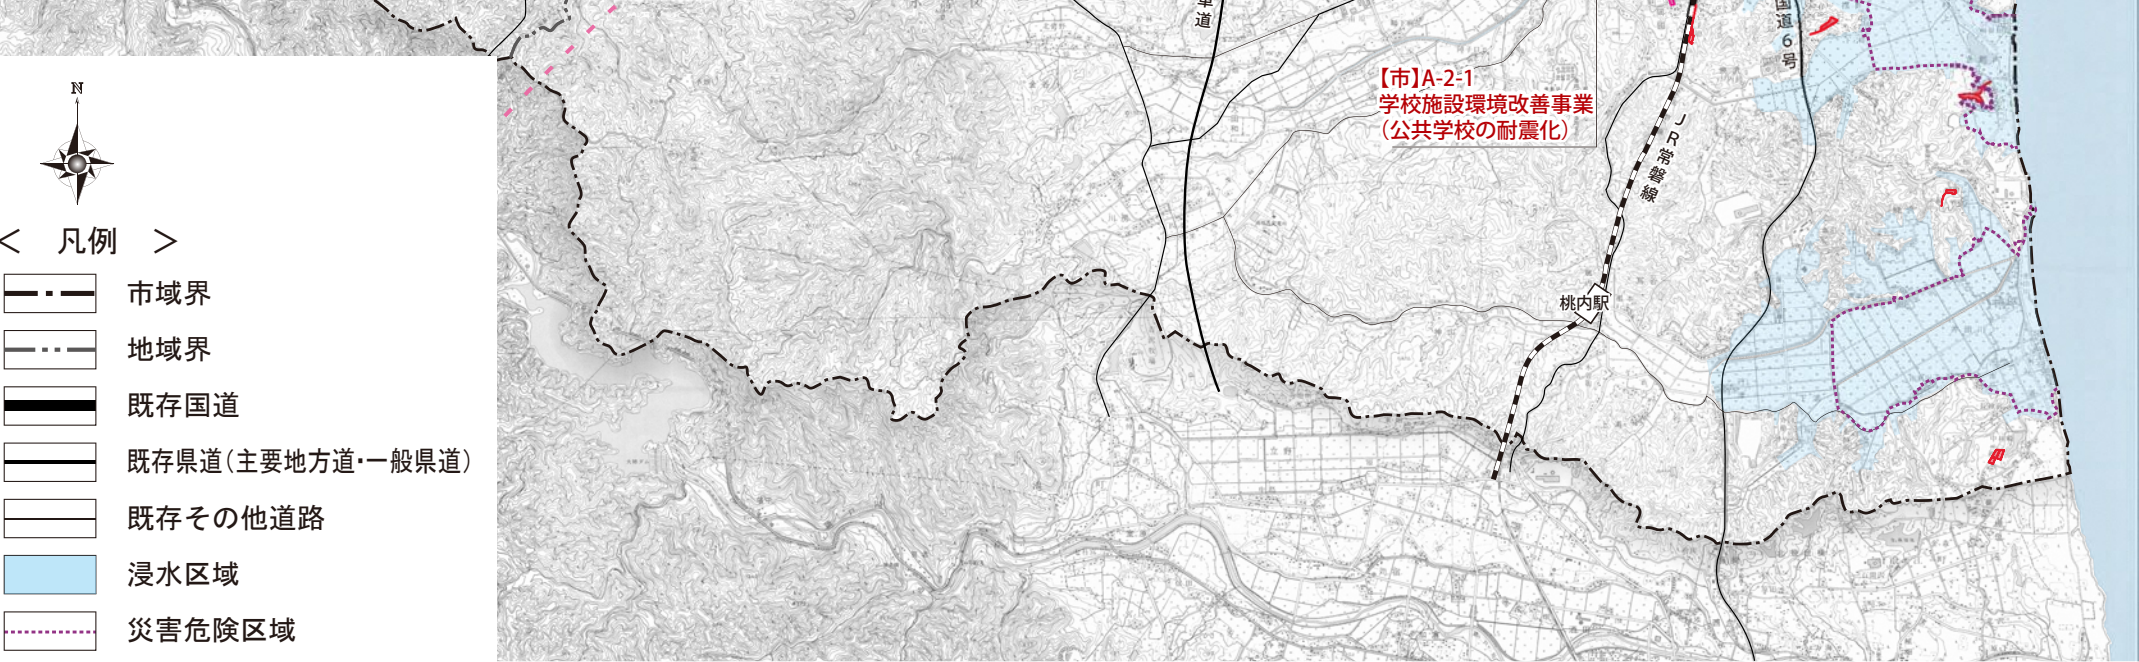 車道
国道6号
【市】A-2-1
学校施設環境改善事業
（公共学校の耐震化）
JR常磐線
N
＜　凡例　＞
市域界
桃内駅
地域界
既存国道
既存県道（主要地方道・一般県道）
既存その他道路
浸水区域
災害危険区域